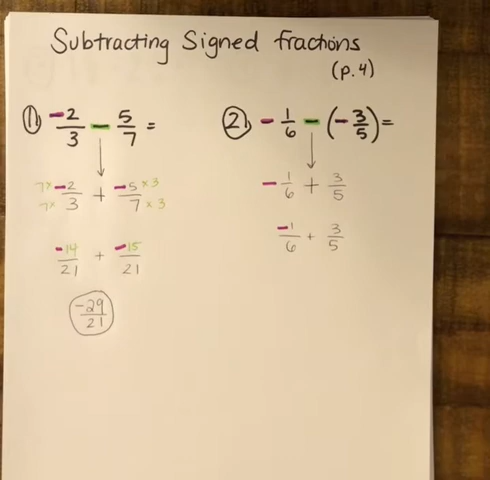 Subtracting Signed fractions
(p. 4)
① -2/3 - 5/7 =
② - 1/6 - (-3/5) =
7× -2/3 7× + -5/7 ×3 ×3
- 1/6 + 3/5
-14/21 + -15/21
-1/6 + 3/5
-29/21